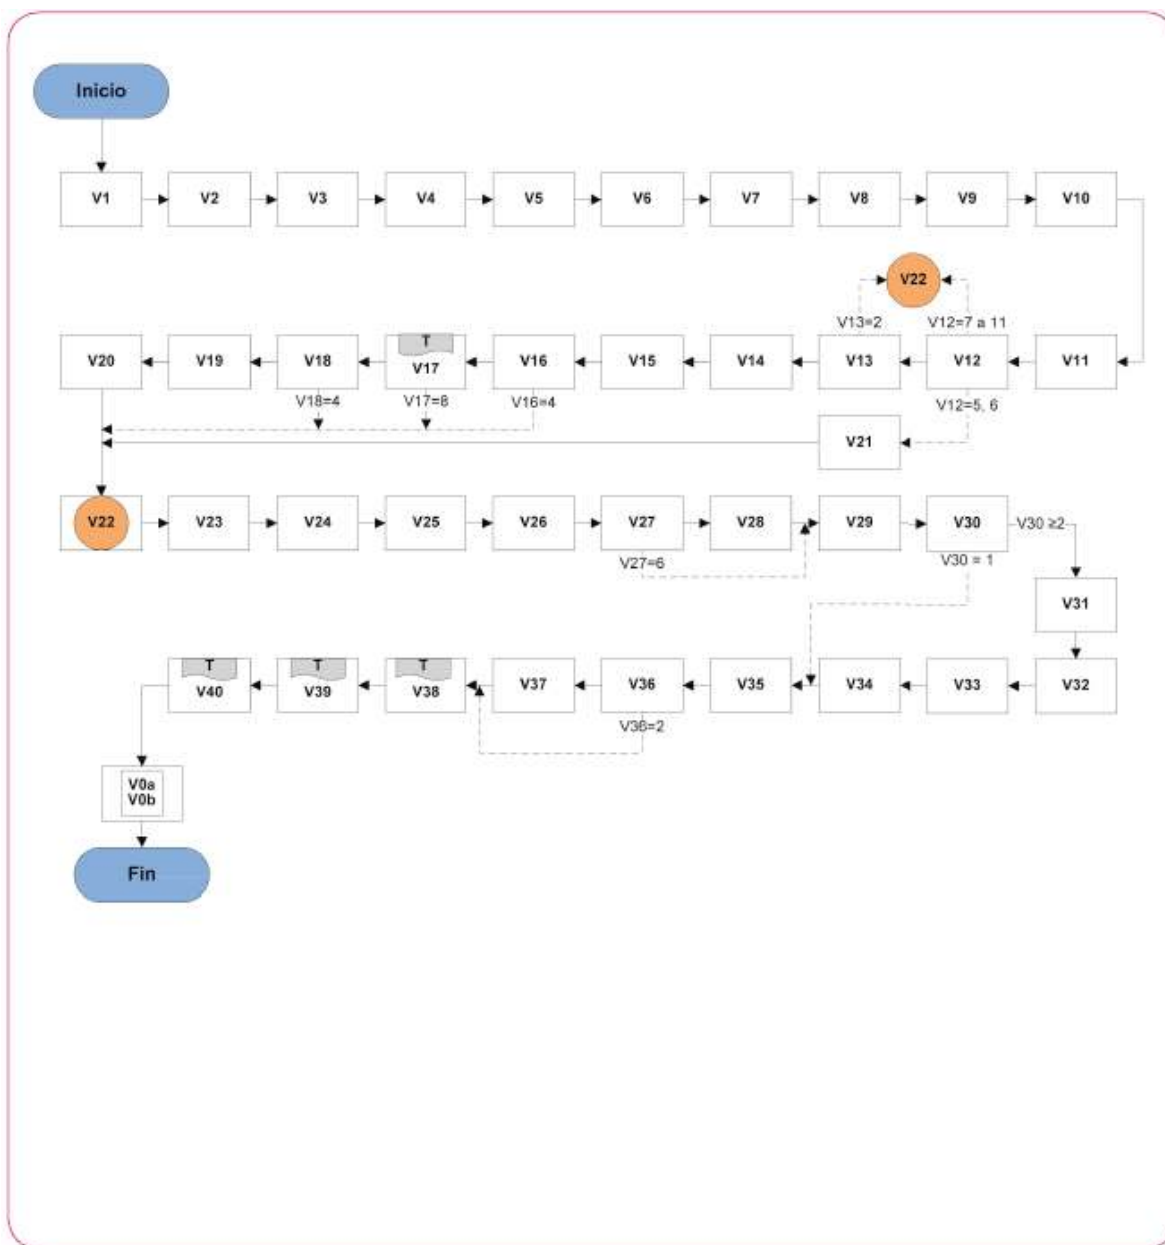 Inicio
V1 V2 V3 V4 V5 V6 V7 V8 V9 V10
V22
V13=2 V12=7 a 11
T
V20 V19 V18 V17 V16 V15 V14 V13 V12 V11
V18=4 V17=8 V16=4 V12=5, 6
V21
V22 V23 V24 V25 V26 V27 V28 V29 V30 V30 ≥2
V27=6 V30 = 1
V31
T T T
V40 V39 V38 V37 V36 V35 V34 V33 V32
V36=2
V0a
V0b
Fin